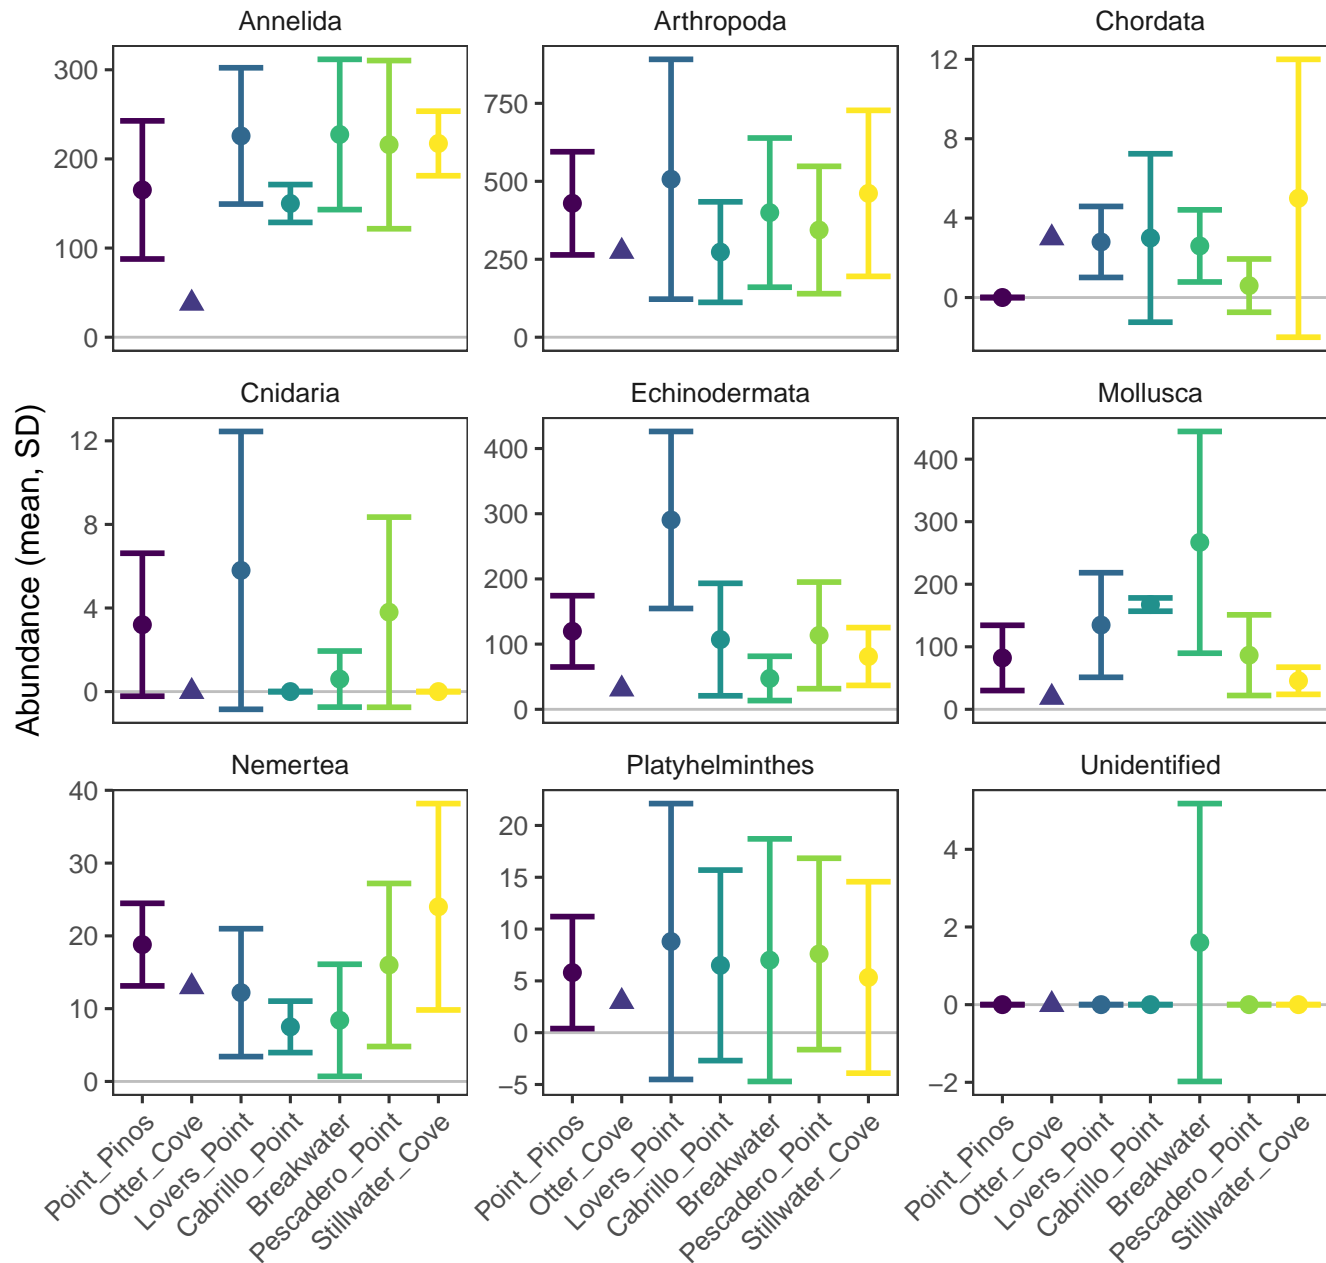 Annelida
Arthropoda
Chordata
300
200
100
0
750
500
250
0
12
8
4
0
Abundance (mean, SD)
Cnidaria
Echinodermata
Mollusca
12
8
4
0
400
300
200
100
0
400
300
200
100
0
Nemertea
Platyhelminthes
Unidentified
40
30
20
10
0
20
15
10
5
0
−5
4
2
0
−2
Point_Pinos
Otter_Cove
Lovers_Point
Cabrillo_Point
Breakwater
Pescadero_Point
Stillwater_Cove
Point_Pinos
Otter_Cove
Lovers_Point
Cabrillo_Point
Breakwater
Pescadero_Point
Stillwater_Cove
Point_Pinos
Otter_Cove
Lovers_Point
Cabrillo_Point
Breakwater
Pescadero_Point
Stillwater_Cove